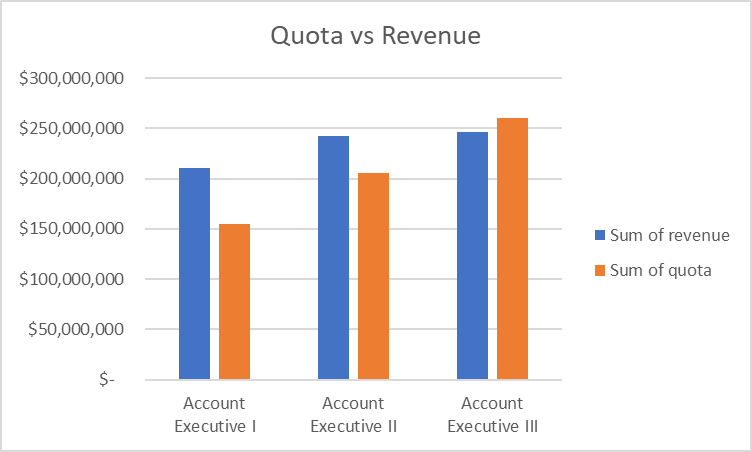 Quota vs Revenue
$300,000,000
$250,000,000
$200,000,000
$150,000,000
$100,000,000
$50,000,000
$-
Account
Executive I
Account
Executive II
Account
Executive III
Sum of revenue
Sum of quota